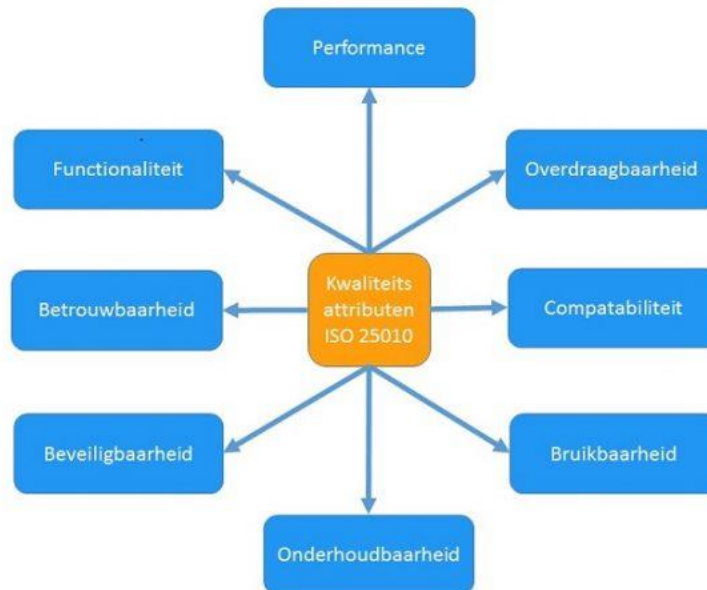 Performance
Functionaliteit
Overdraagbaarheid
Kwaliteits
attributen
ISO 25010
Betrouwbaarheid
Compatabiliteit
Beveiligbaarheid
Bruikbaarheid
Onderhoudbaarheid